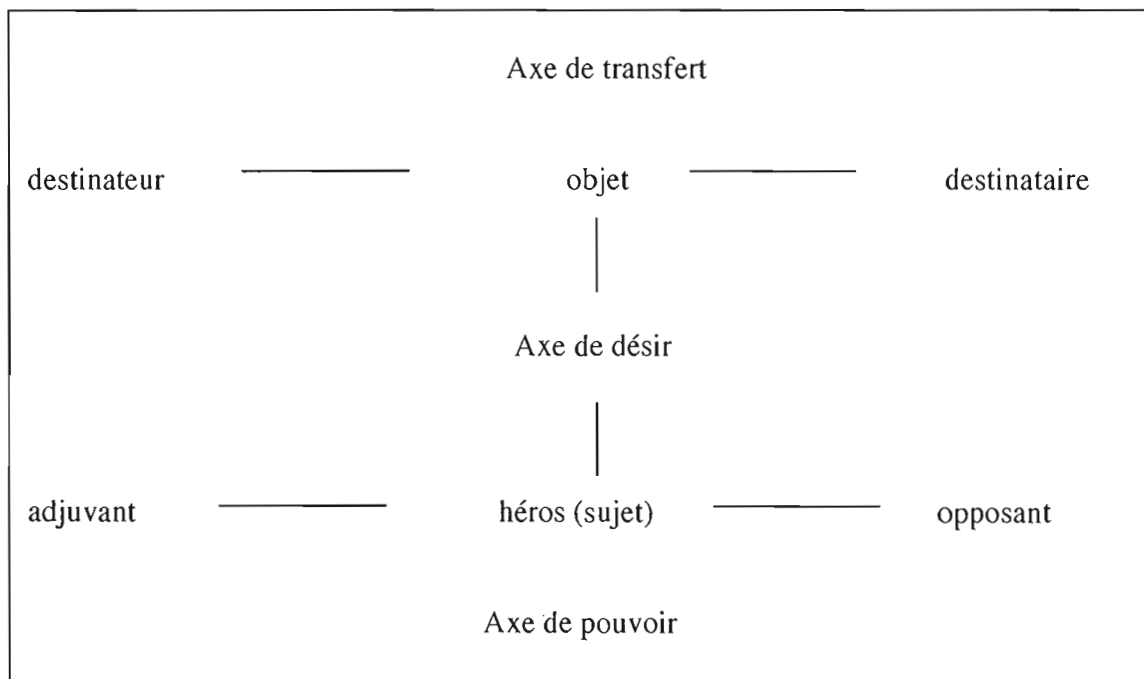 Axe de transfert
destinateur objet destinataire
Axe de désir
adjuvant héros (sujet) opposant
Axe de pouvoir